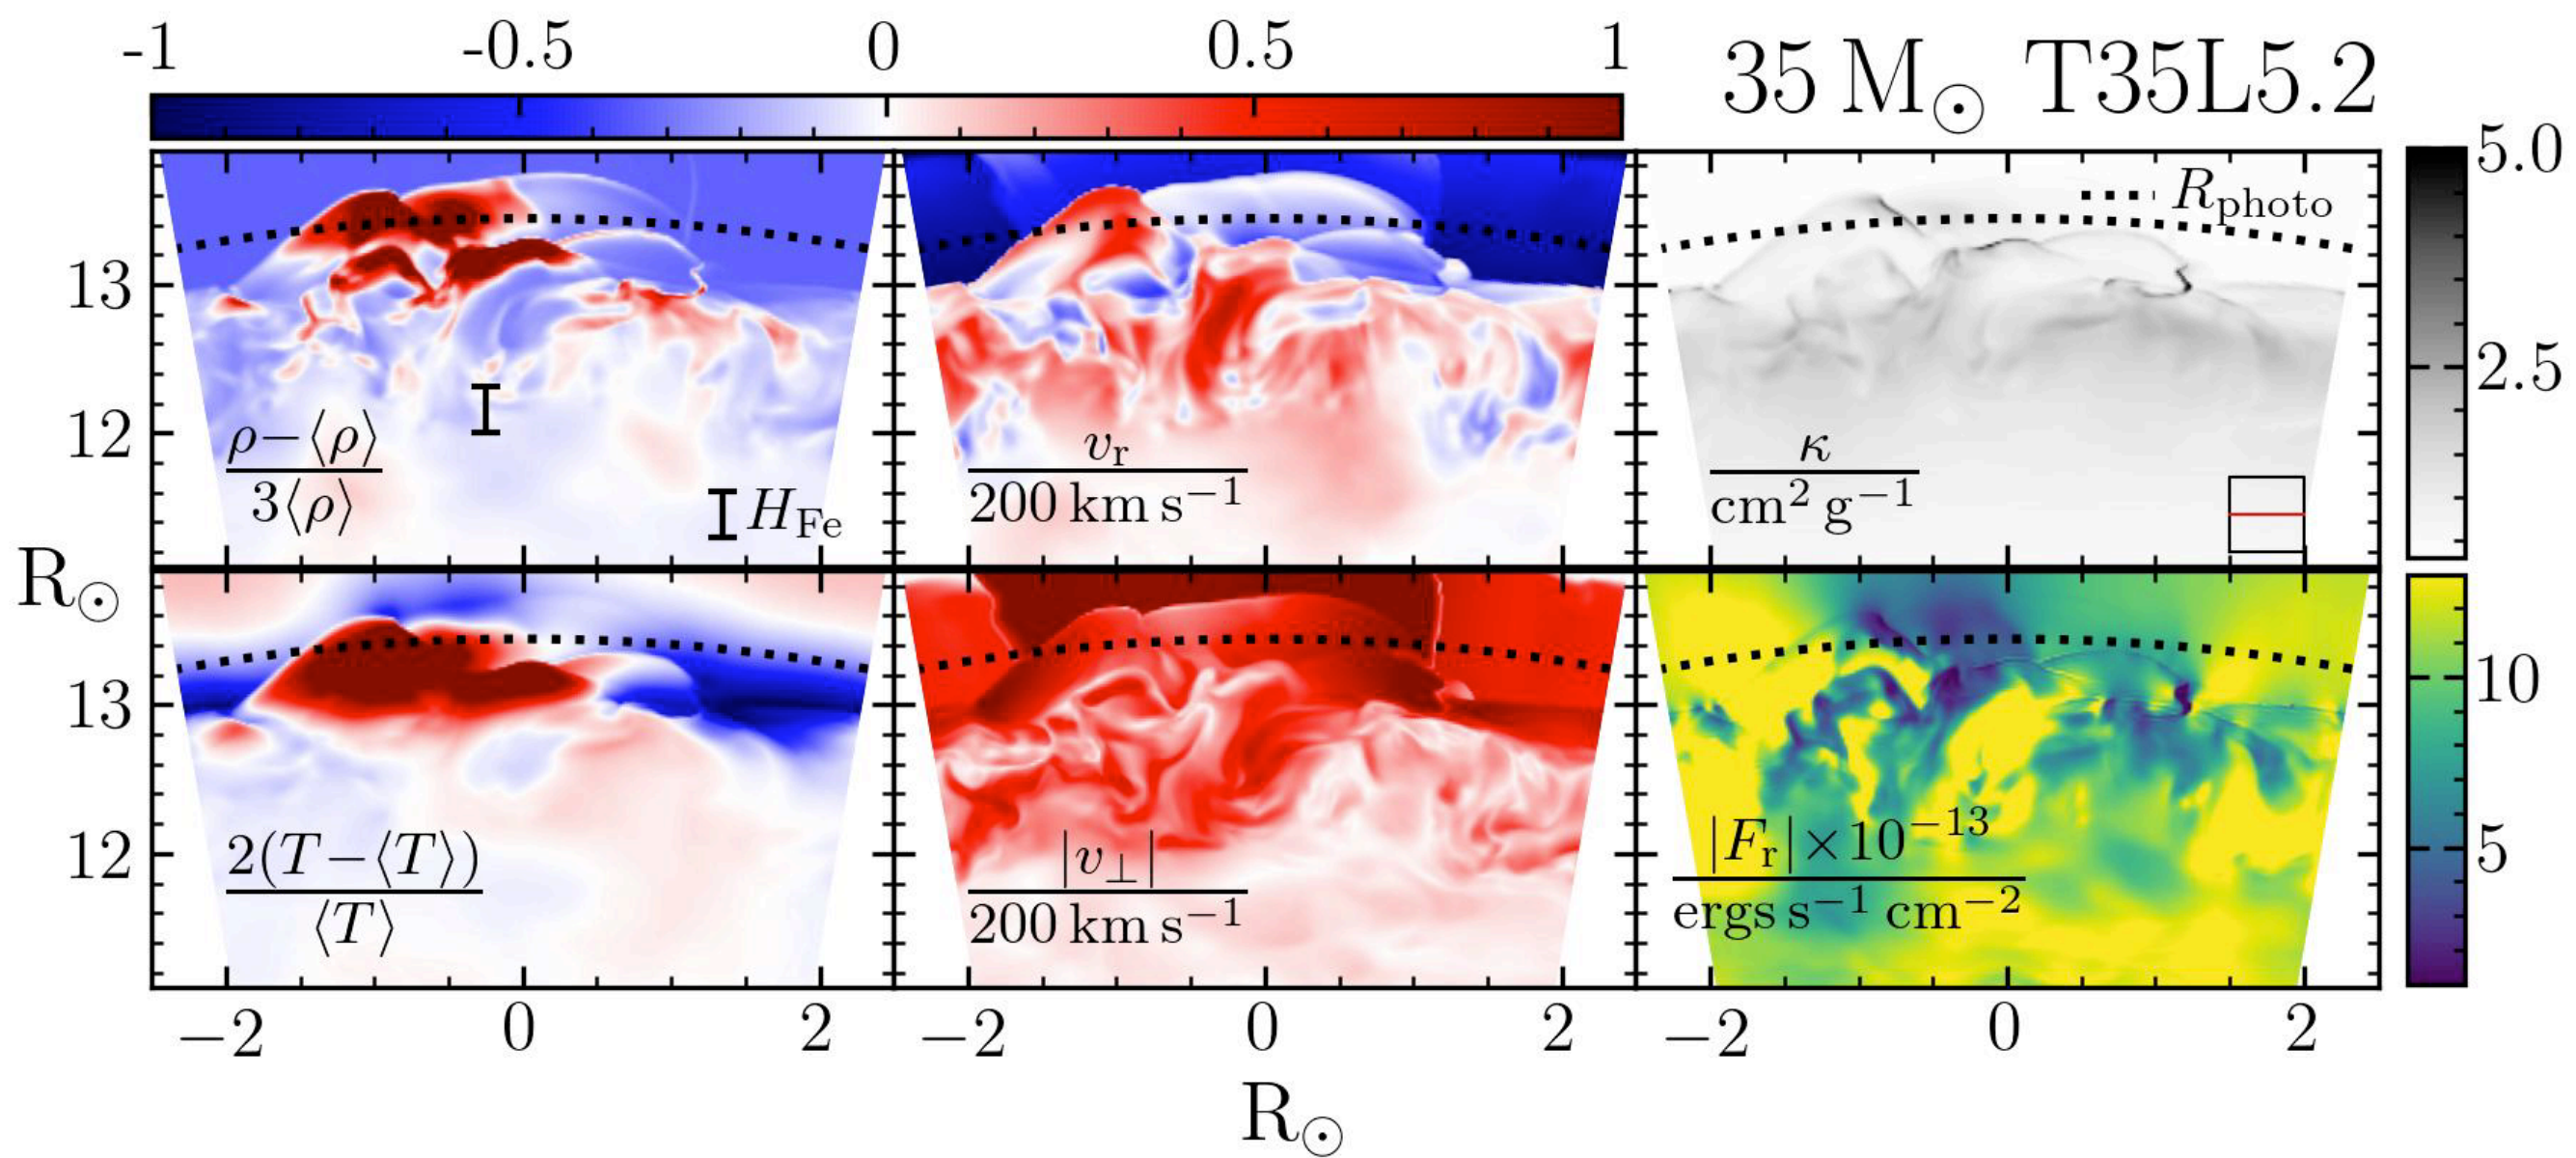 -1 -0.5 0 0.5 1
35 M⊙ T35L5.2
5.0
2.5
R_photo
13
12
(ρ−⟨ρ⟩)/(3⟨ρ⟩)
H_Fe
v_r/(200 km s⁻¹)
κ/(cm² g⁻¹)
R⊙
13
12
2(T−⟨T⟩)/⟨T⟩
|v_⊥|/(200 km s⁻¹)
|F_r|×10⁻¹³/(ergs s⁻¹ cm⁻²)
10
5
−2 0 2 −2 0 2 −2 0 2
R⊙